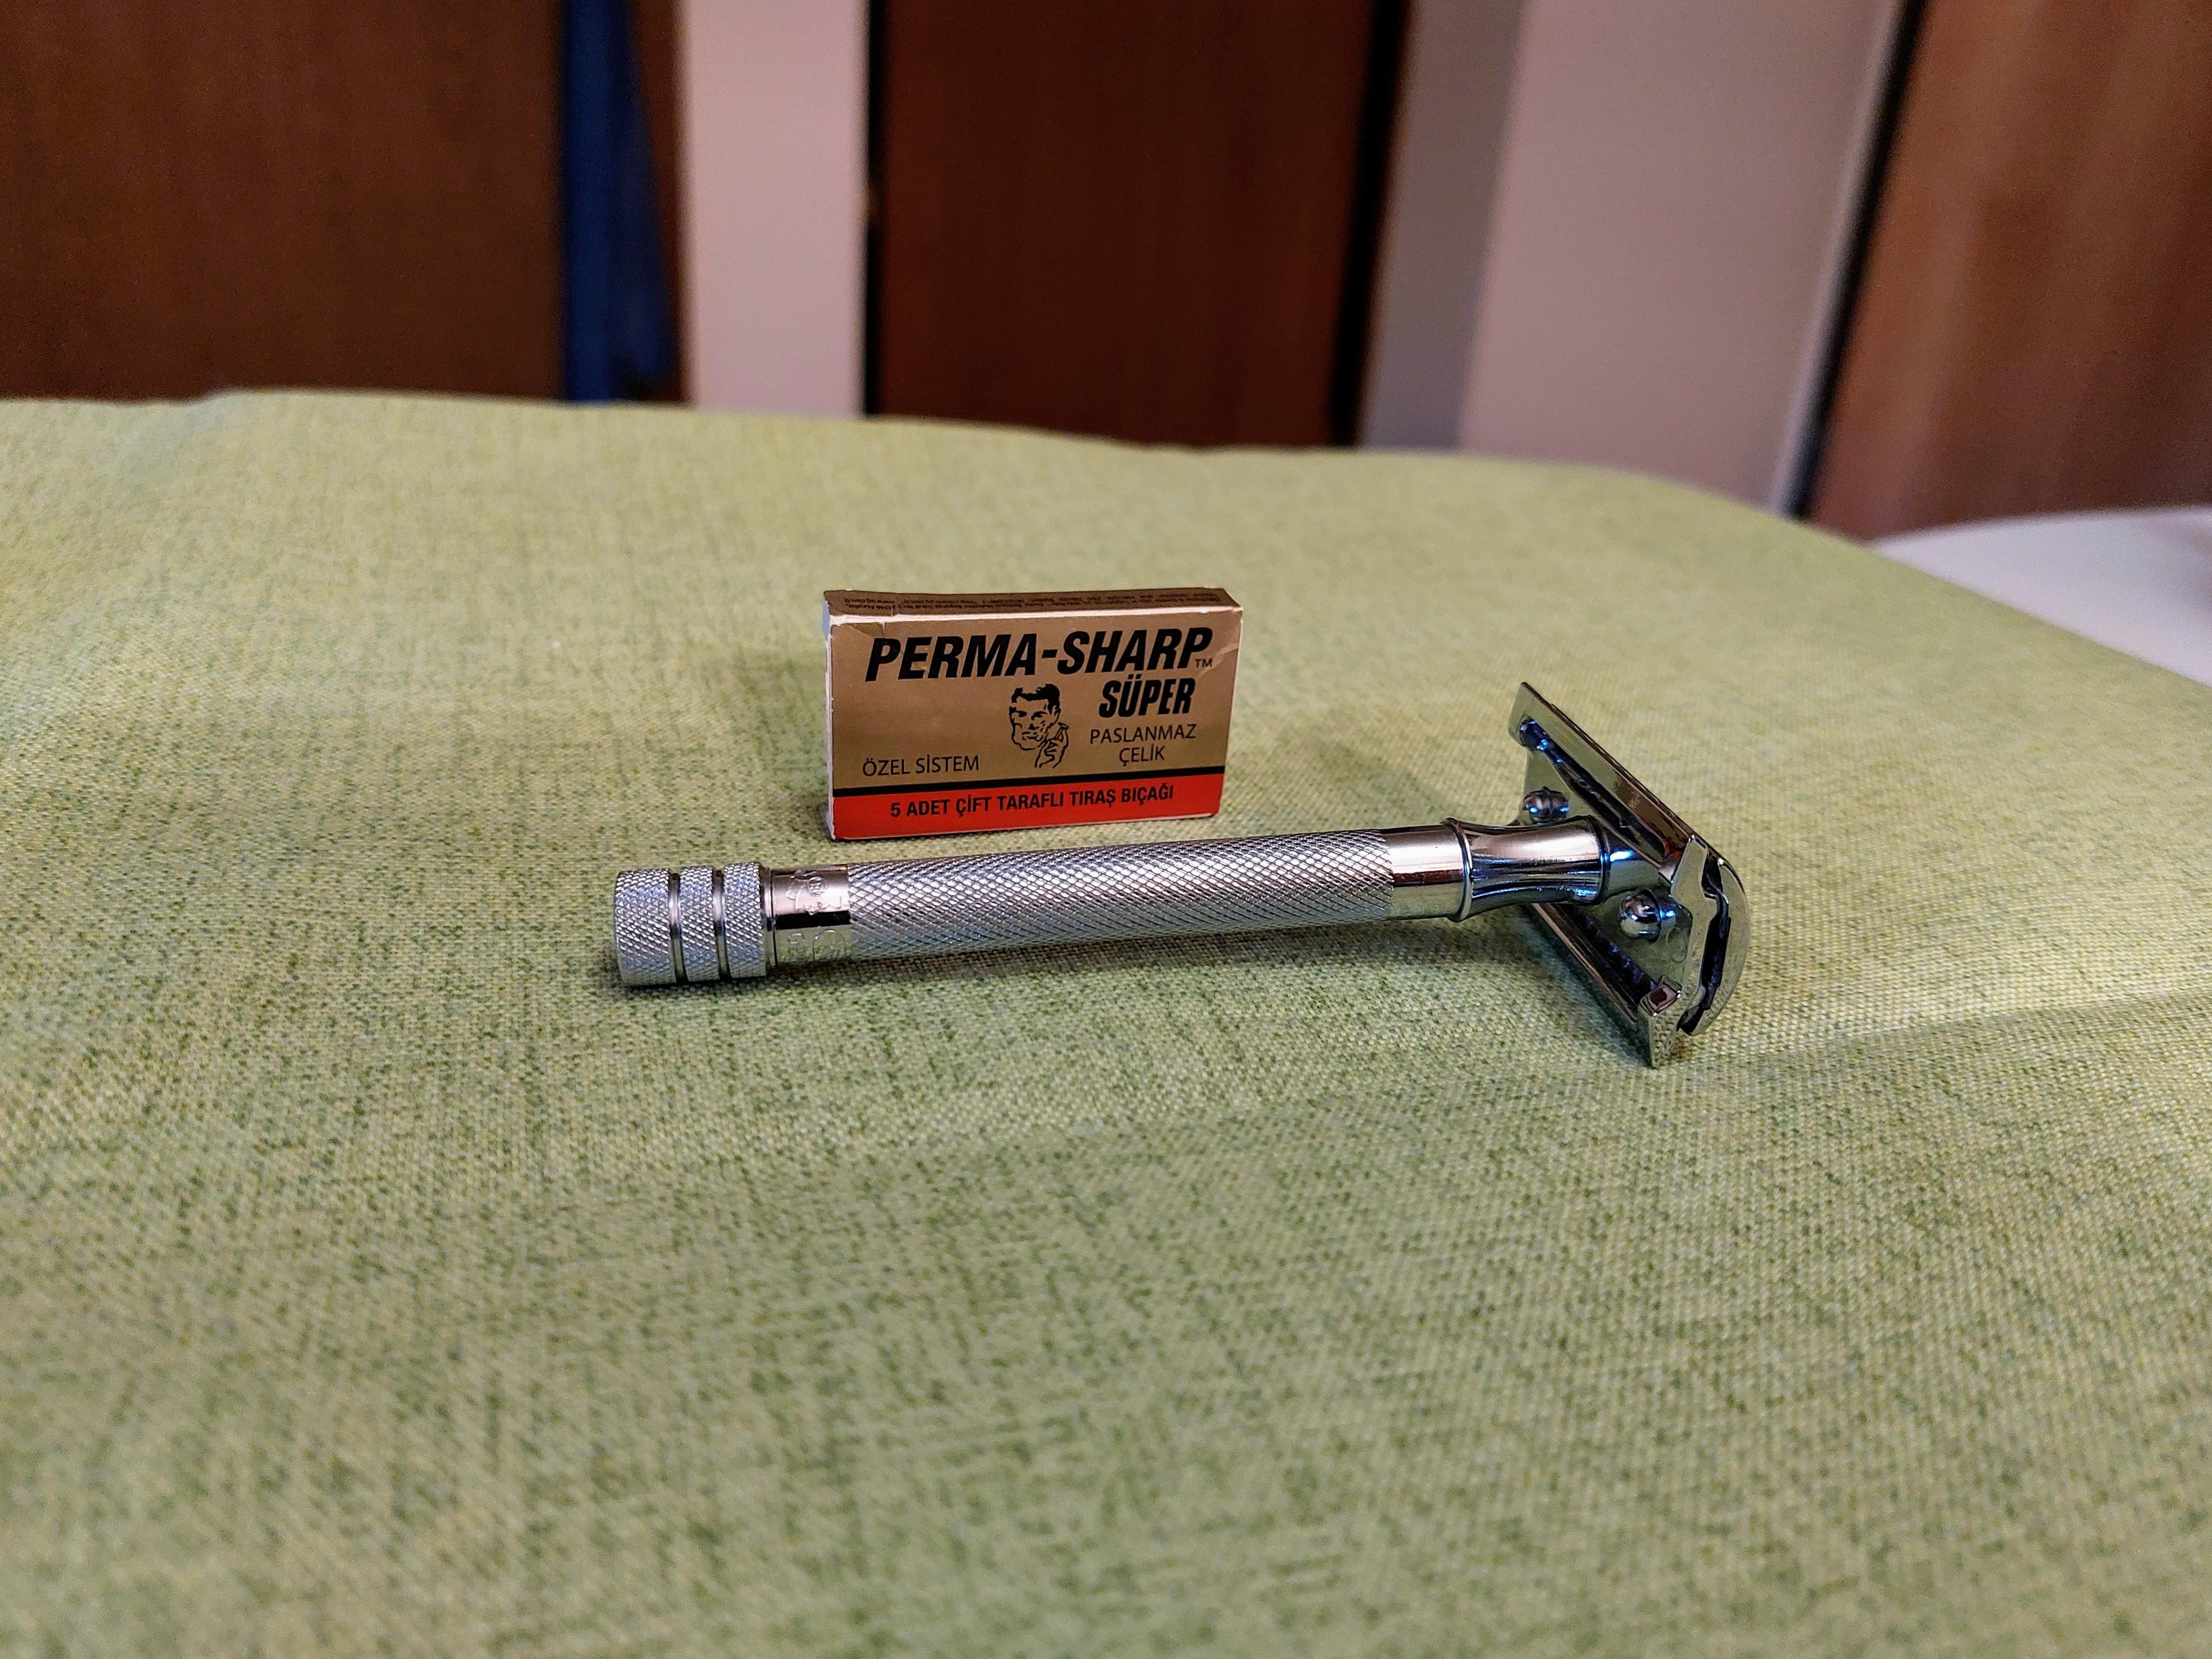 PERMA-SHARP™
SÜPER
PASLANMAZ
ÇELİK
ÖZEL SİSTEM
5 ADET ÇİFT TARAFLI TIRAŞ BIÇAĞI